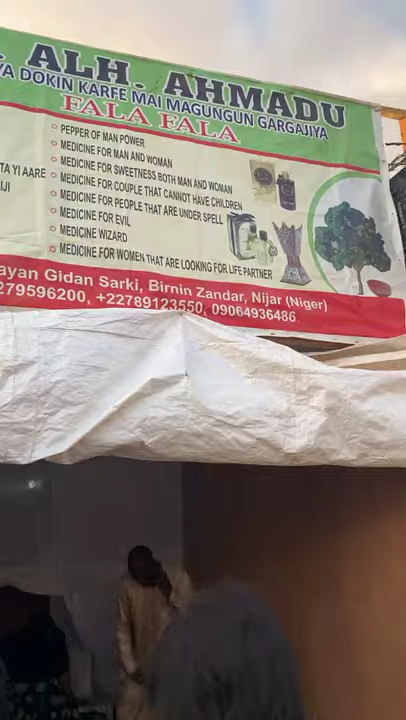 ALH. AHMADU
YA DOKIN KARFE MAI MAGUNGUN GARGAJIYA
FALA FALA
PEPPER OF MAN POWER
MEDICINE FOR MAN AND WOMAN
MEDICINE FOR SWEETNESS BOTH MAN AND WOMAN
MEDICINE FOR COUPLE THAT CANNOT HAVE CHILDREN
MEDICINE FOR PEOPLE THAT ARE UNDER SPELL
MEDICINE FOR EVIL
MEDICINE WIZARD
MEDICINE FOR WOMEN THAT ARE LOOKING FOR LIFE PARTNER
TA YI AARE
IJI
ayan Gidan Sarki, Birnin Zandar, Nijar (Niger)
279596200, +22789123550, 09064936486